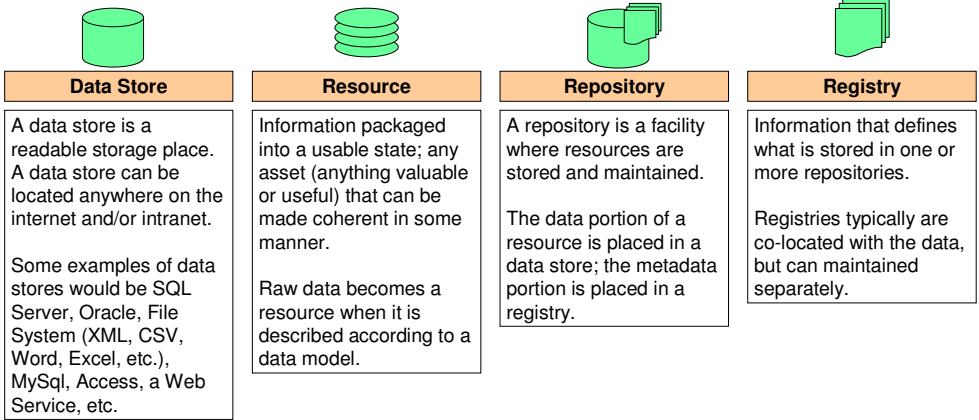 Data Store
A data store is a
readable storage place.
A data store can be
located anywhere on the
internet and/or intranet.
Some examples of data
stores would be SQL
Server, Oracle, File
System (XML, CSV,
Word, Excel, etc.),
MySql, Access, a Web
Service, etc.
Resource
Information packaged
into a usable state; any
asset (anything valuable
or useful) that can be
made coherent in some
manner.
Raw data becomes a
resource when it is
described according to a
data model.
Repository
A repository is a facility
where resources are
stored and maintained.
The data portion of a
resource is placed in a
data store; the metadata
portion is placed in a
registry.
Registry
Information that defines
what is stored in one or
more repositories.
Registries typically are
co-located with the data,
but can maintained
separately.